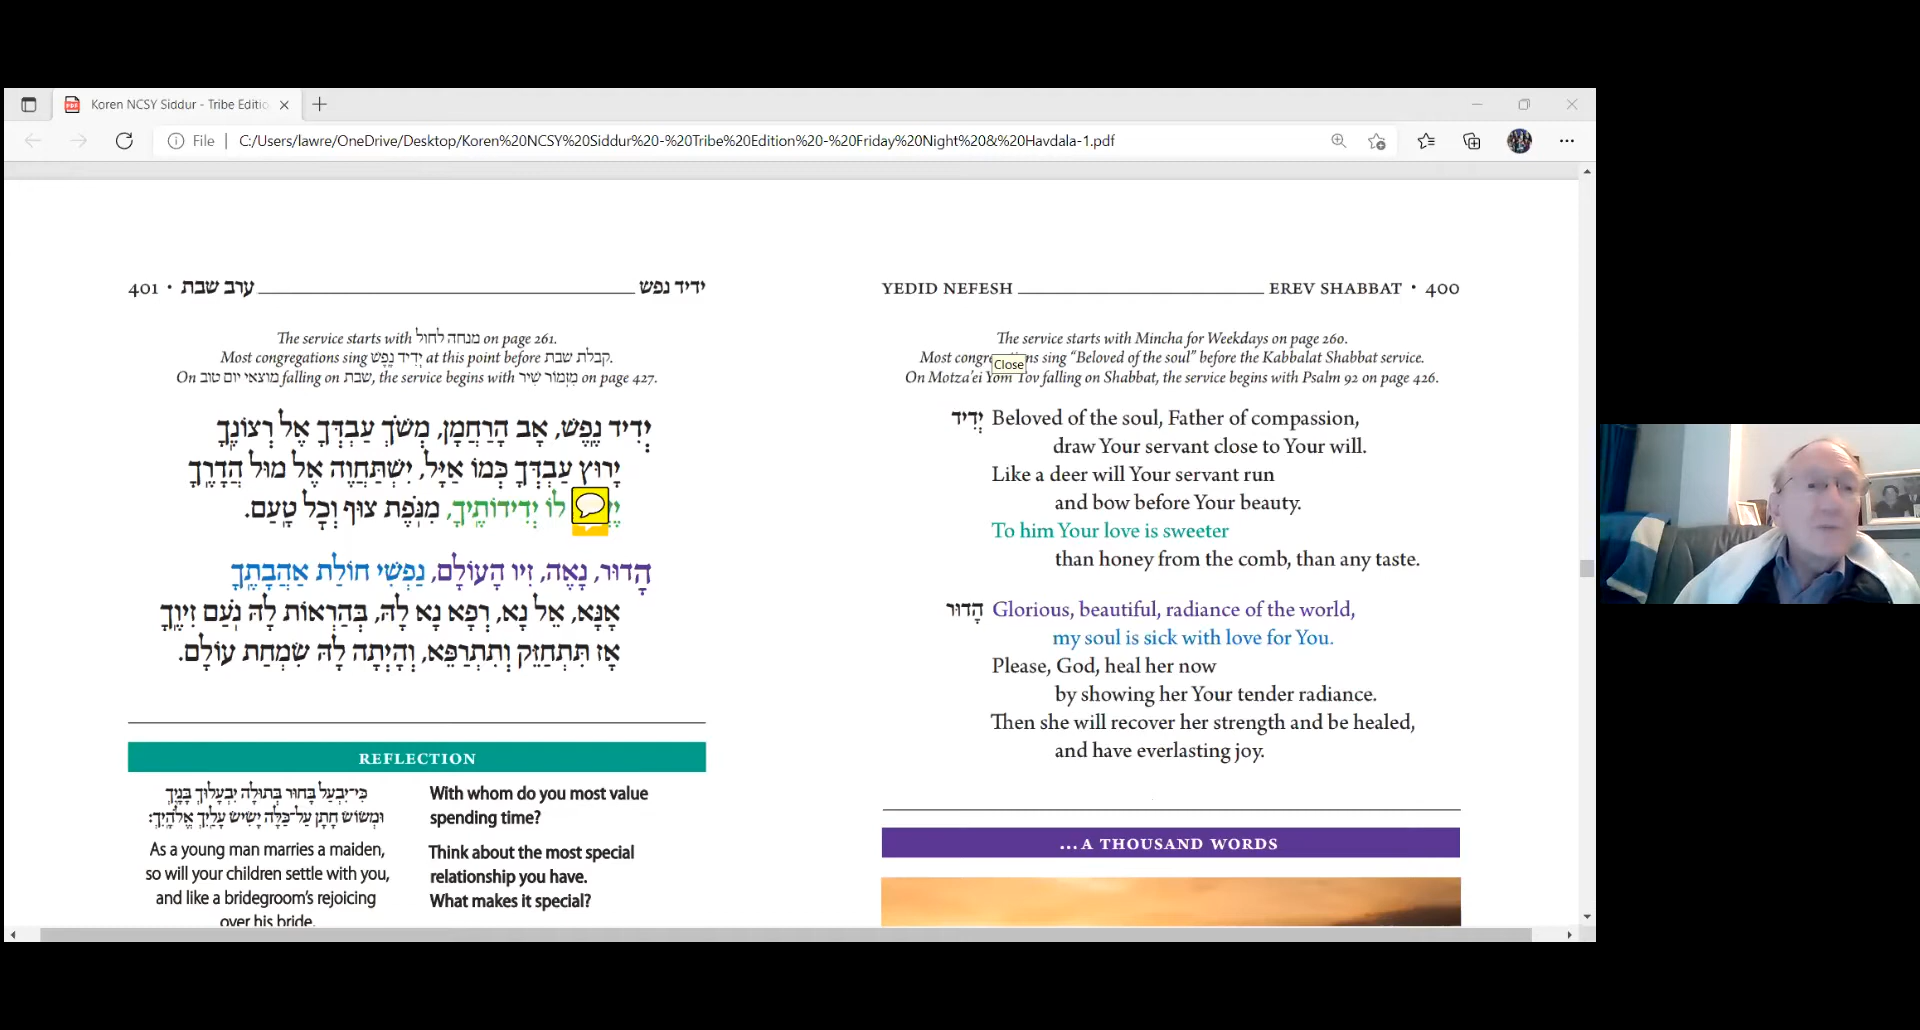 Koren NCSY Siddur - Tribe Editio
File
C:/Users/lawre/OneDrive/Desktop/Koren%20NCSY%20Siddur%20-%20Tribe%20Edition%20-%20Friday%20Night%20&%20Havdala-1.pdf
401 • ערב שבת ידיד נפש
The service starts with מנחה לחול on page 261.
Most congregations sing יְדִיד נֶפֶשׁ at this point before קבלת שבת.
On מוצאי יום טוב falling on שבת, the service begins with מִזְמוֹר שִׁיר on page 427.
יְדִיד נֶפֶשׁ, אָב הָרַחֲמָן, מְשֹׁךְ עַבְדְּךָ אֶל רְצוֹנֶךָ
יָרוּץ עַבְדְּךָ כְּמוֹ אַיָּל, יִשְׁתַּחֲוֶה אֶל מוּל הֲדָרֶךָ
לוֹ יְדִידוֹתֶיךָ, מִנֹּפֶת צוּף וְכָל טָעַם.
הָדוּר, נָאֶה, זִיו הָעוֹלָם, נַפְשִׁי חוֹלַת אַהֲבָתֶךָ
אָנָּא, אֵל נָא, רְפָא נָא לָהּ, בְּהַרְאוֹת לָהּ נֹעַם זִיוֶךָ
אָז תִּתְחַזֵּק וְתִתְרַפֵּא, וְהָיְתָה לָהּ שִׂמְחַת עוֹלָם.
REFLECTION
כִּי־יִבְעַל בָּחוּר בְּתוּלָה יִבְעָלוּךְ בָּנָיִךְ
וּמְשׂוֹשׂ חָתָן עַל־כַּלָּה יָשִׂישׂ עָלַיִךְ אֱלֹהָיִךְ:
As a young man marries a maiden,
so will your children settle with you,
and like a bridegroom's rejoicing
over his bride,
With whom do you most value
spending time?
Think about the most special
relationship you have.
What makes it special?
YEDID NEFESH EREV SHABBAT • 400
The service starts with Mincha for Weekdays on page 260.
Most congre ns sing "Beloved of the soul" before the Kabbalat Shabbat service.
Close
On Motza'ei Yom Tov falling on Shabbat, the service begins with Psalm 92 on page 426.
יְדִיד Beloved of the soul, Father of compassion,
draw Your servant close to Your will.
Like a deer will Your servant run
and bow before Your beauty.
To him Your love is sweeter
than honey from the comb, than any taste.
הָדוּר Glorious, beautiful, radiance of the world,
my soul is sick with love for You.
Please, God, heal her now
by showing her Your tender radiance.
Then she will recover her strength and be healed,
and have everlasting joy.
...A THOUSAND WORDS